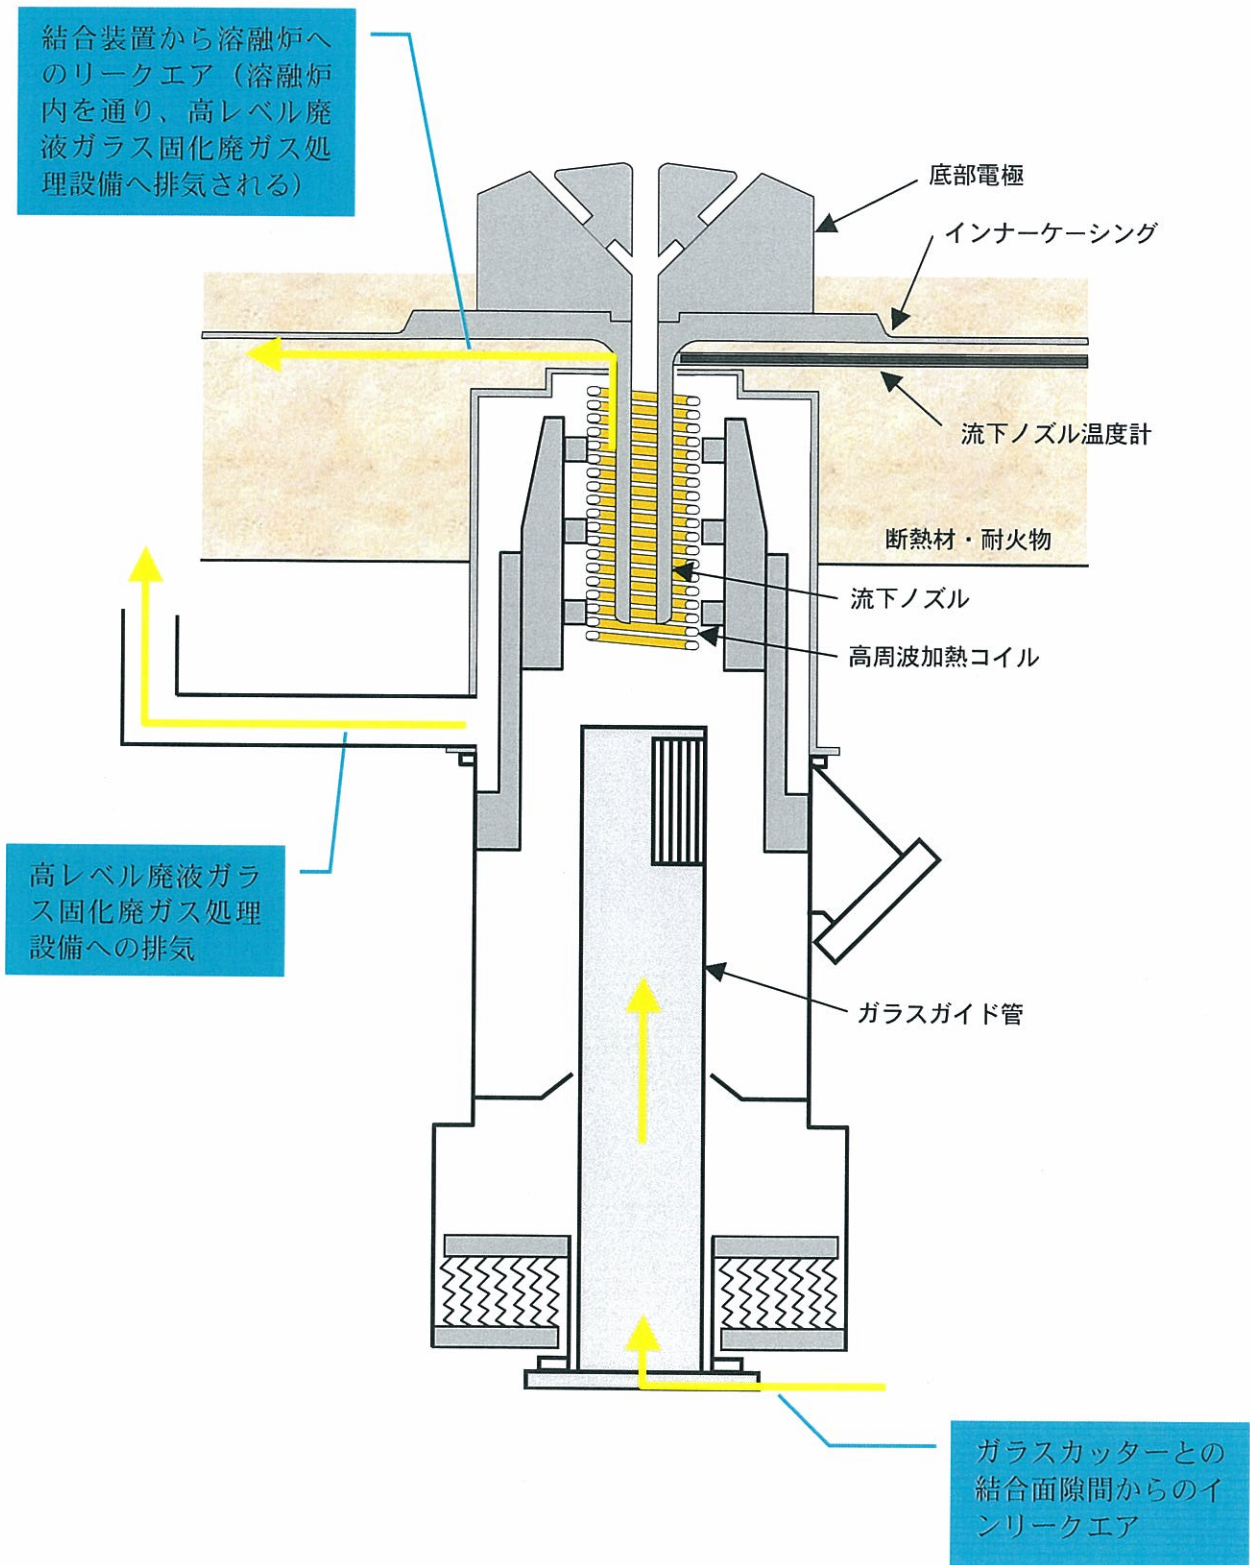 結合装置から溶融炉へ
のリークエア（溶融炉
内を通り、高レベル廃
液ガラス固化廃ガス処
理設備へ排気される）
底部電極
インナーケーシング
流下ノズル温度計
断熱材・耐火物
流下ノズル
高周波加熱コイル
高レベル廃液ガラ
ス固化廃ガス処理
設備への排気
ガラスガイド管
ガラスカッターとの
結合面隙間からのイ
ンリークエア